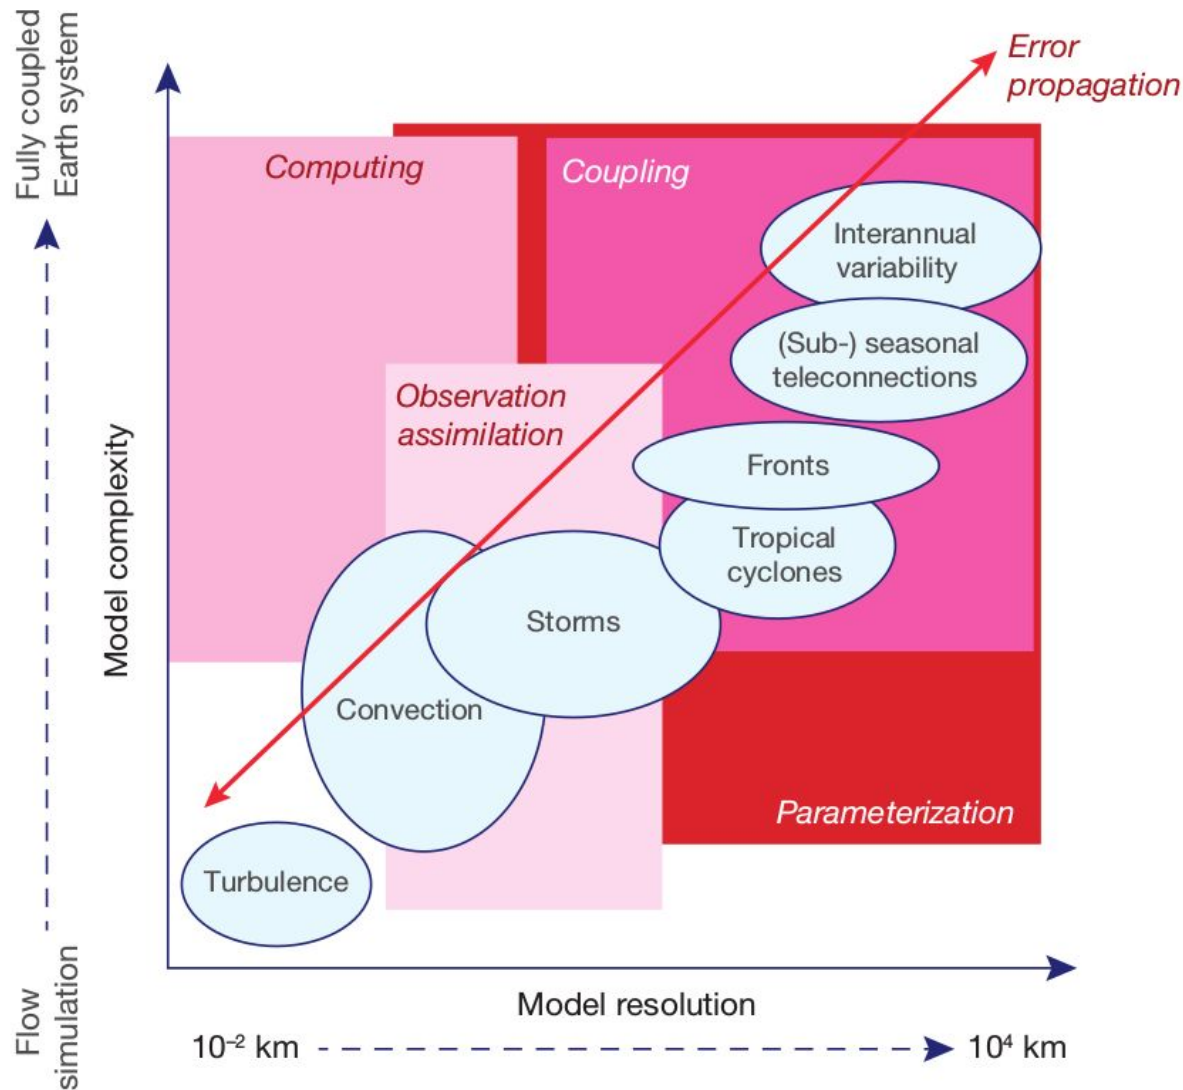 Fully coupled
Earth system
Error
propagation
Computing
Coupling
Interannual
variability
(Sub-) seasonal
teleconnections
Observation
assimilation
Fronts
Tropical
cyclones
Storms
Convection
Parameterization
Turbulence
Model complexity
Flow
simulation
Model resolution
10⁻² km
10⁴ km